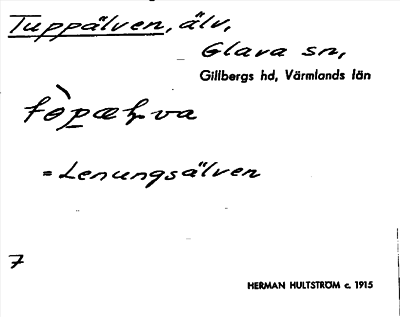 Tuppälven, älv,
Glava sn,
Gillbergs hd, Värmlands län
= Lenungsälven
7
HERMAN HULTSTRÖM c. 1915